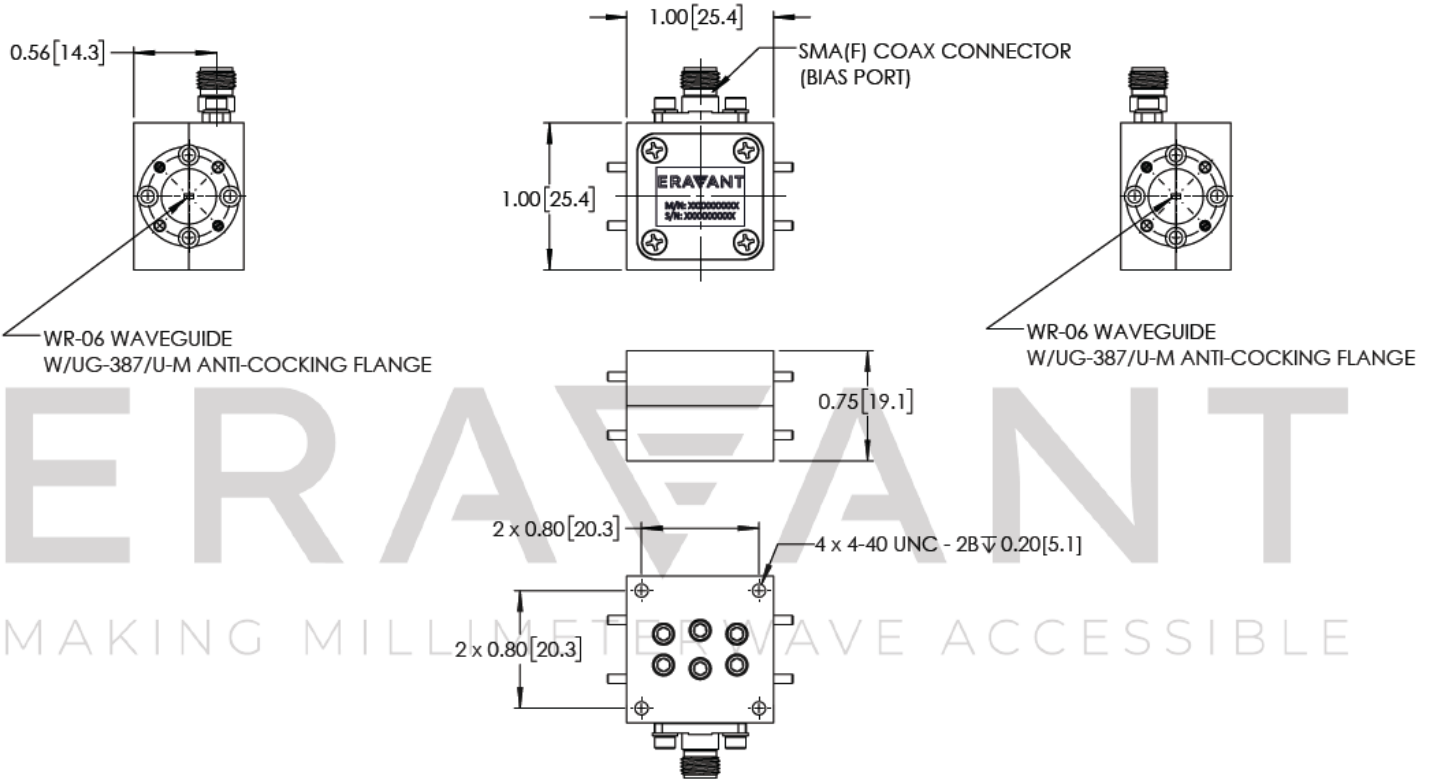 1.00[25.4]
0.56[14.3]
SMA(F) COAX CONNECTOR
(BIAS PORT)
1.00[25.4]
ERAVANT
M/N: XXXXXXXXXX
S/N: XXXXXXXXXX
WR-06 WAVEGUIDE
W/UG-387/U-M ANTI-COCKING FLANGE
WR-06 WAVEGUIDE
W/UG-387/U-M ANTI-COCKING FLANGE
0.75[19.1]
ERAVANT
2 x 0.80[20.3]
4 x 4-40 UNC - 2B↧0.20[5.1]
MAKING MILLIMETERWAVE ACCESSIBLE
2 x 0.80[20.3]